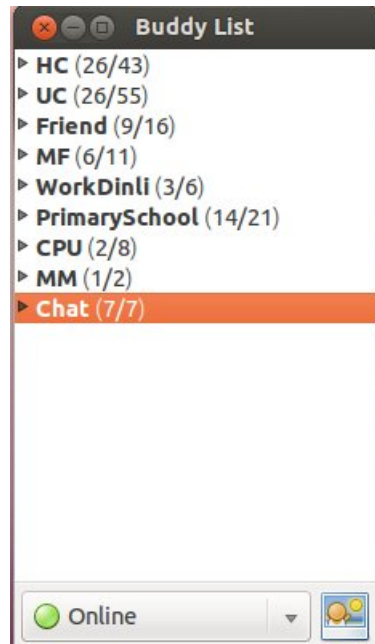 Buddy List
HC (26/43)
UC (26/55)
Friend (9/16)
MF (6/11)
WorkDinli (3/6)
PrimarySchool (14/21)
CPU (2/8)
MM (1/2)
Chat (7/7)
Online